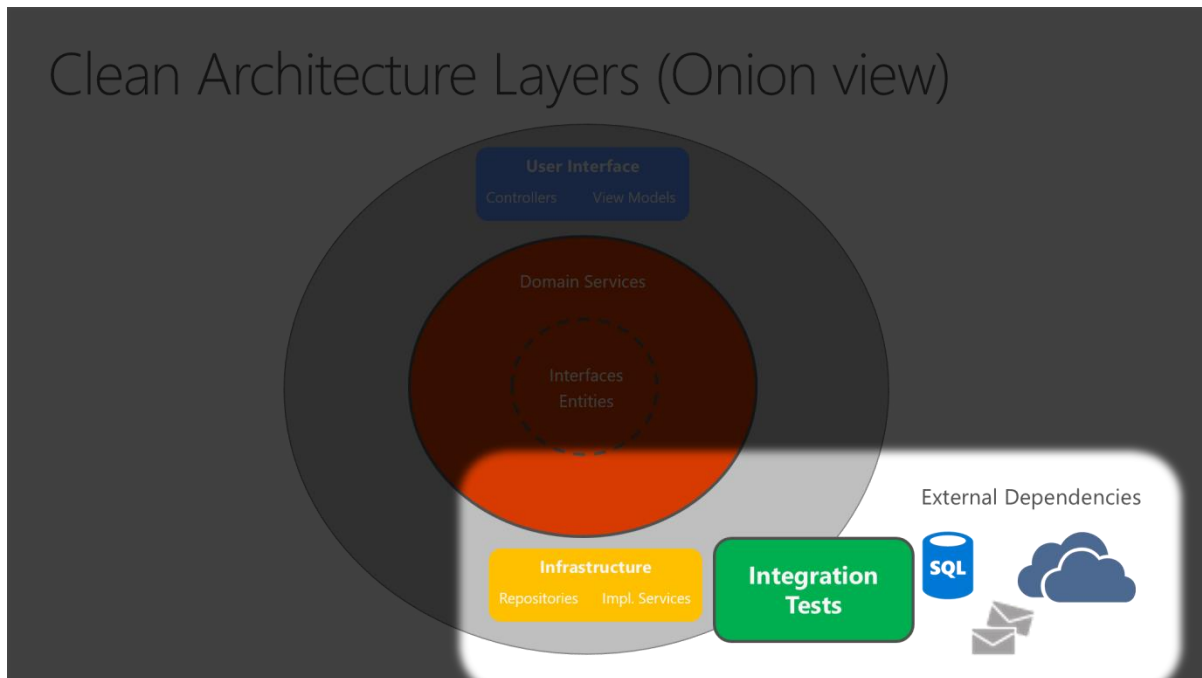 Clean Architecture Layers (Onion view)
User Interface
Controllers View Models
Domain Services
Interfaces
Entities
External Dependencies
Infrastructure
Repositories Impl. Services
Integration
Tests
SQL